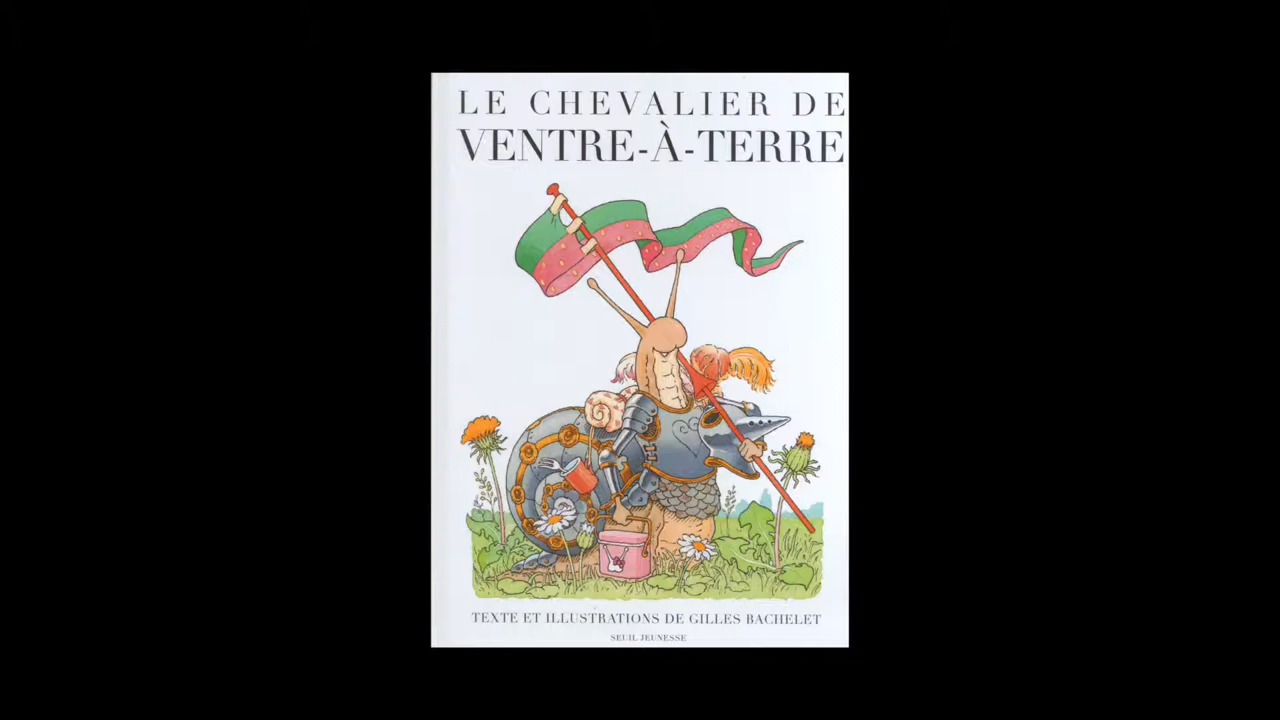 LE CHEVALIER DE
VENTRE-À-TERRE
TEXTE ET ILLUSTRATIONS DE GILLES BACHELET
SEUIL JEUNESSE